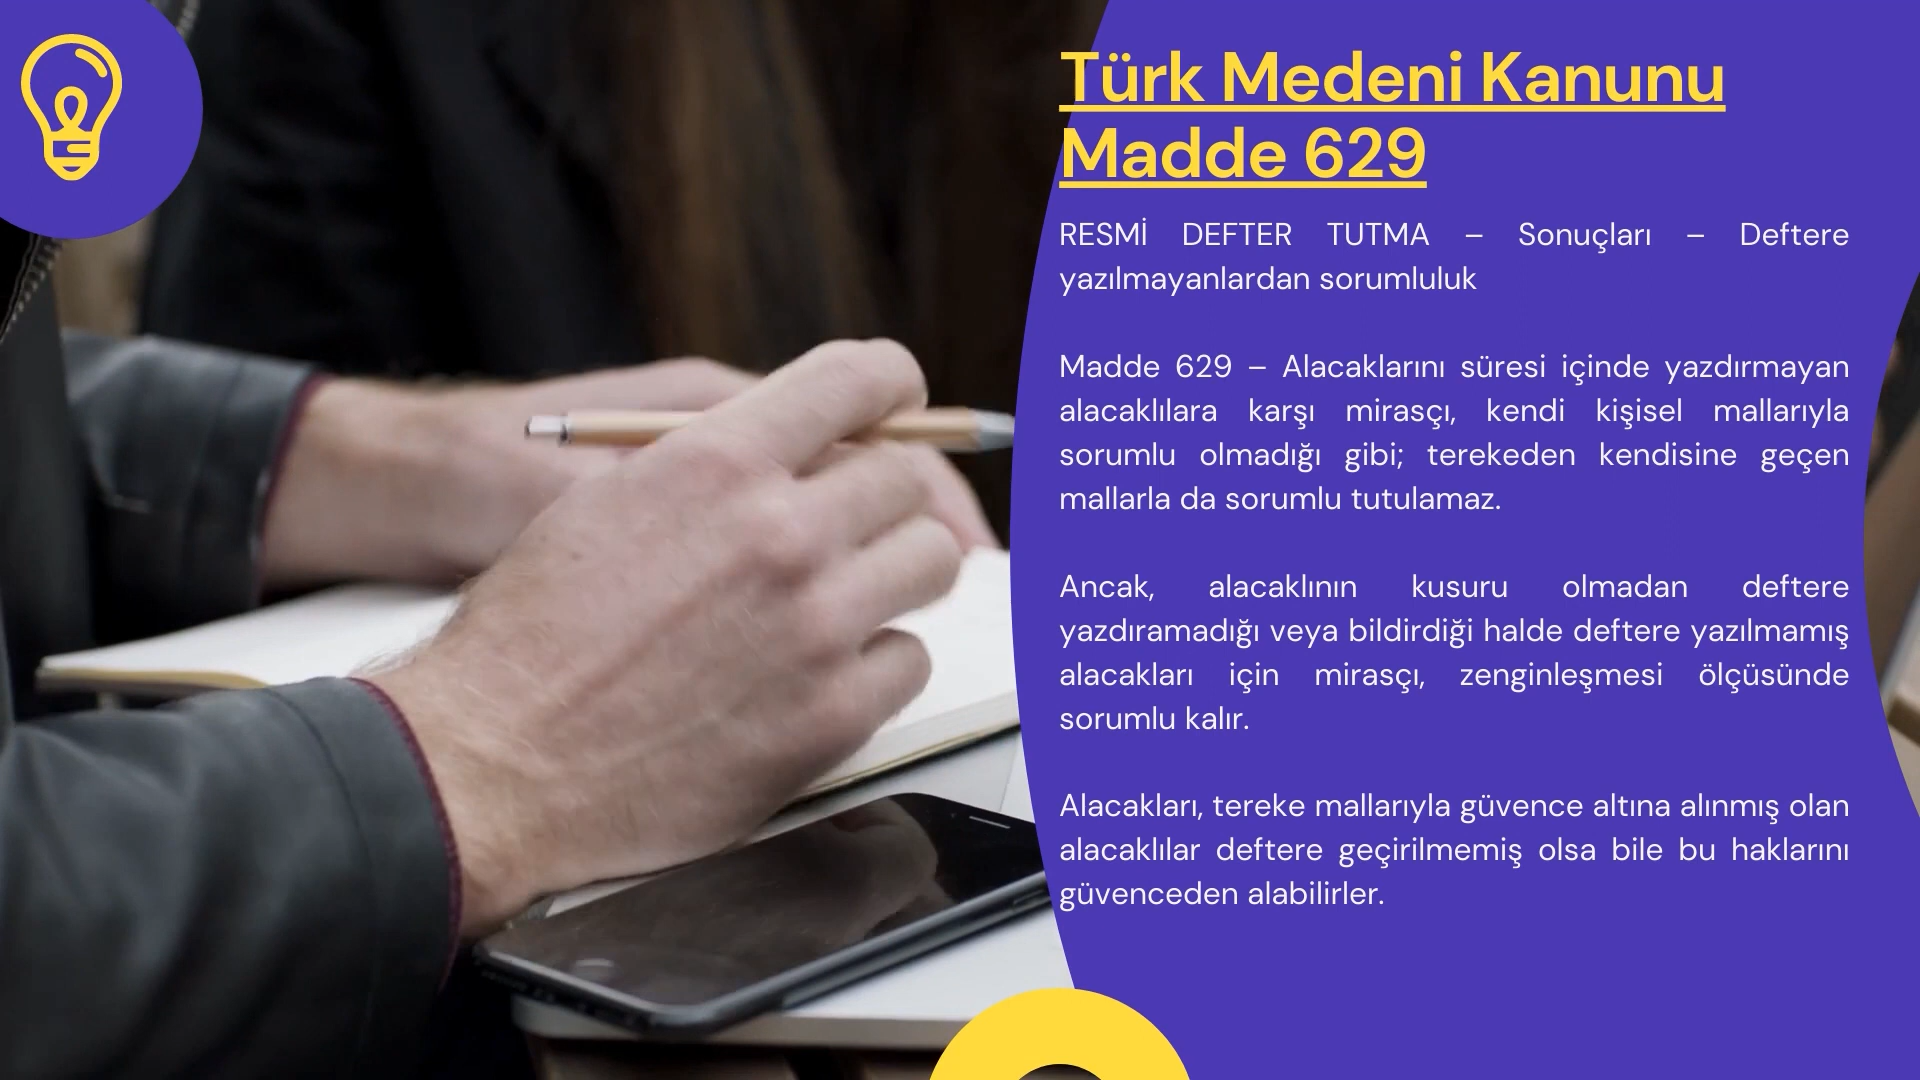 Türk Medeni Kanunu
Madde 629
RESMİ DEFTER TUTMA – Sonuçları – Deftere
yazılmayanlardan sorumluluk
Madde 629 – Alacaklarını süresi içinde yazdırmayan
alacaklılara karşı mirasçı, kendi kişisel mallarıyla
sorumlu olmadığı gibi; terekeden kendisine geçen
mallarla da sorumlu tutulamaz.
Ancak, alacaklının kusuru olmadan deftere
yazdıramadığı veya bildirdiği halde deftere yazılmamış
alacakları için mirasçı, zenginleşmesi ölçüsünde
sorumlu kalır.
Alacakları, tereke mallarıyla güvence altına alınmış olan
alacaklılar deftere geçirilmemiş olsa bile bu haklarını
güvenceden alabilirler.